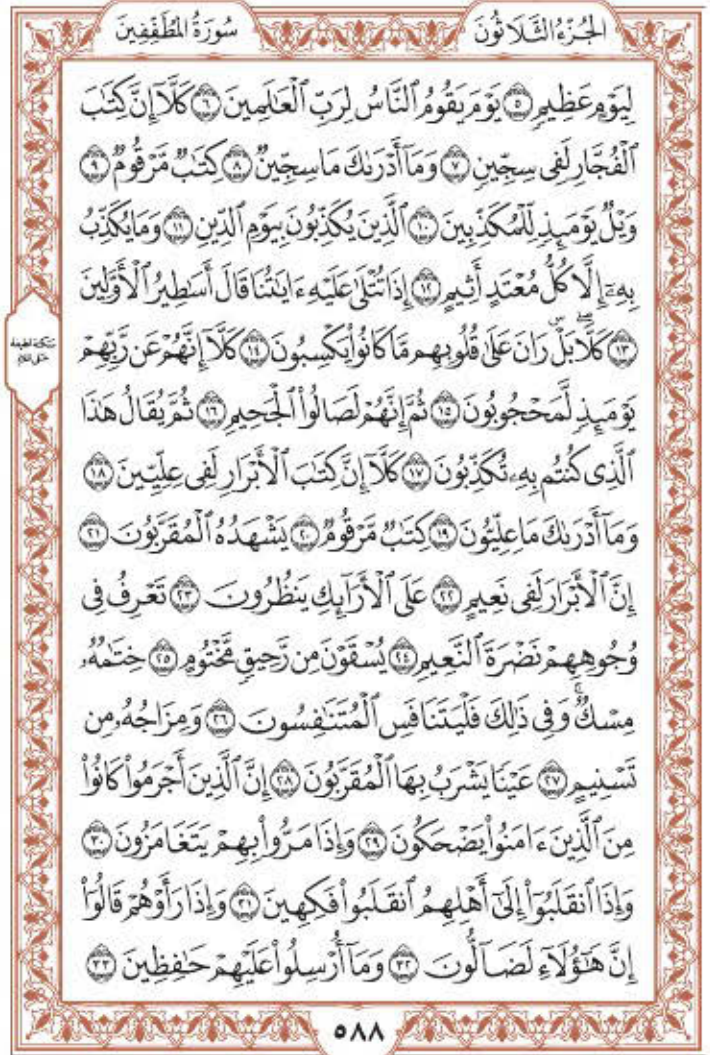 الجُزْءُ الثَّلَاثُونَ
سُورَةُ المُطَفِّفِينَ
لِيَوْمٍ عَظِيمٍ ۝٥ يَوْمَ يَقُومُ ٱلنَّاسُ لِرَبِّ ٱلْعَٰلَمِينَ ۝٦ كَلَّآ إِنَّ كِتَٰبَ
ٱلْفُجَّارِ لَفِى سِجِّينٍ ۝٧ وَمَآ أَدْرَىٰكَ مَا سِجِّينٌ ۝٨ كِتَٰبٌ مَّرْقُومٌ ۝٩
وَيْلٌ يَوْمَئِذٍ لِّلْمُكَذِّبِينَ ۝١٠ ٱلَّذِينَ يُكَذِّبُونَ بِيَوْمِ ٱلدِّينِ ۝١١ وَمَا يُكَذِّبُ
بِهِۦٓ إِلَّا كُلُّ مُعْتَدٍ أَثِيمٍ ۝١٢ إِذَا تُتْلَىٰ عَلَيْهِ ءَايَٰتُنَا قَالَ أَسَٰطِيرُ ٱلْأَوَّلِينَ
۝١٣ كَلَّا ۖ بَلْ ۜ رَانَ عَلَىٰ قُلُوبِهِم مَّا كَانُوا۟ يَكْسِبُونَ ۝١٤ كَلَّآ إِنَّهُمْ عَن رَّبِّهِمْ
يَوْمَئِذٍ لَّمَحْجُوبُونَ ۝١٥ ثُمَّ إِنَّهُمْ لَصَالُوا۟ ٱلْجَحِيمِ ۝١٦ ثُمَّ يُقَالُ هَٰذَا
ٱلَّذِى كُنتُم بِهِۦ تُكَذِّبُونَ ۝١٧ كَلَّآ إِنَّ كِتَٰبَ ٱلْأَبْرَارِ لَفِى عِلِّيِّينَ ۝١٨
وَمَآ أَدْرَىٰكَ مَا عِلِّيُّونَ ۝١٩ كِتَٰبٌ مَّرْقُومٌ ۝٢٠ يَشْهَدُهُ ٱلْمُقَرَّبُونَ ۝٢١
إِنَّ ٱلْأَبْرَارَ لَفِى نَعِيمٍ ۝٢٢ عَلَى ٱلْأَرَآئِكِ يَنظُرُونَ ۝٢٣ تَعْرِفُ فِى
وُجُوهِهِمْ نَضْرَةَ ٱلنَّعِيمِ ۝٢٤ يُسْقَوْنَ مِن رَّحِيقٍ مَّخْتُومٍ ۝٢٥ خِتَٰمُهُۥ
مِسْكٌ ۚ وَفِى ذَٰلِكَ فَلْيَتَنَافَسِ ٱلْمُتَنَٰفِسُونَ ۝٢٦ وَمِزَاجُهُۥ مِن
تَسْنِيمٍ ۝٢٧ عَيْنًا يَشْرَبُ بِهَا ٱلْمُقَرَّبُونَ ۝٢٨ إِنَّ ٱلَّذِينَ أَجْرَمُوا۟ كَانُوا۟
مِنَ ٱلَّذِينَ ءَامَنُوا۟ يَضْحَكُونَ ۝٢٩ وَإِذَا مَرُّوا۟ بِهِمْ يَتَغَامَزُونَ ۝٣٠
وَإِذَا ٱنقَلَبُوٓا۟ إِلَىٰٓ أَهْلِهِمُ ٱنقَلَبُوا۟ فَكِهِينَ ۝٣١ وَإِذَا رَأَوْهُمْ قَالُوٓا۟
إِنَّ هَٰٓؤُلَآءِ لَضَآلُّونَ ۝٣٢ وَمَآ أُرْسِلُوا۟ عَلَيْهِمْ حَٰفِظِينَ ۝٣٣
٥٨٨